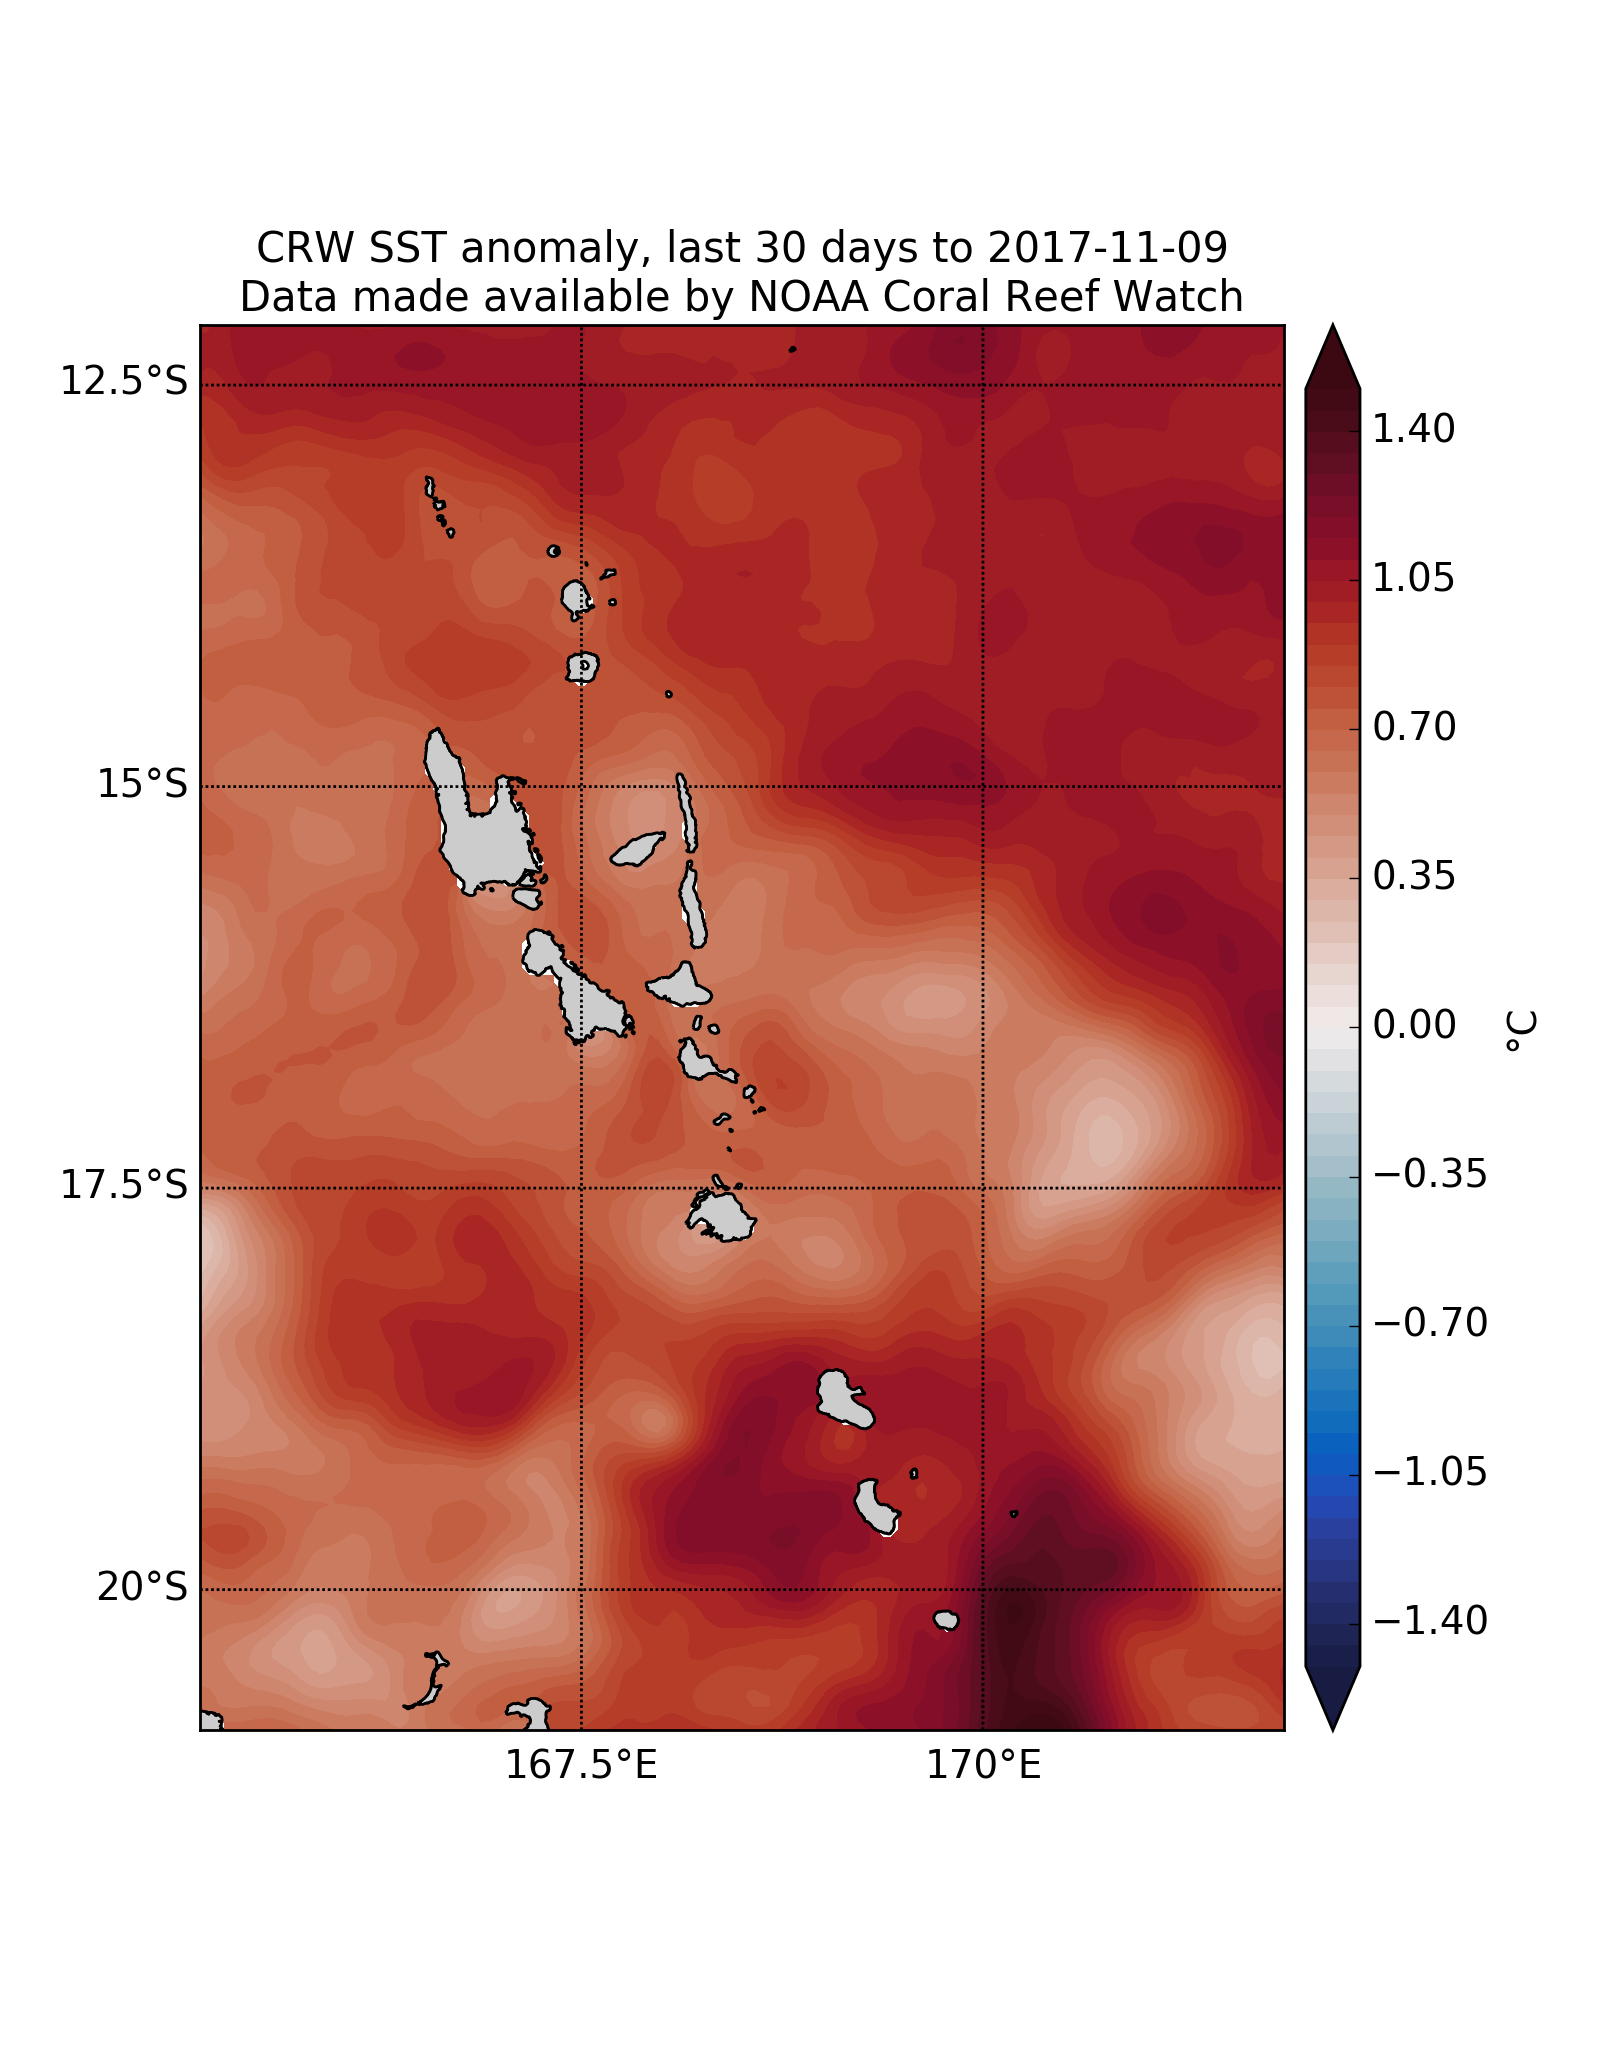 CRW SST anomaly, last 30 days to 2017-11-09
Data made available by NOAA Coral Reef Watch
12.5°S
15°S
17.5°S
20°S
167.5°E
170°E
1.40
1.05
0.70
0.35
0.00
−0.35
−0.70
−1.05
−1.40
°C